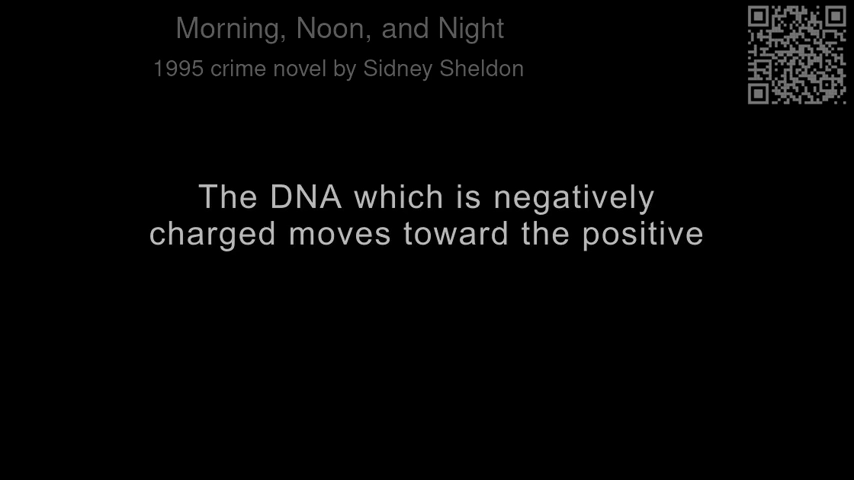 Morning, Noon, and Night
1995 crime novel by Sidney Sheldon
The DNA which is negatively
charged moves toward the positive